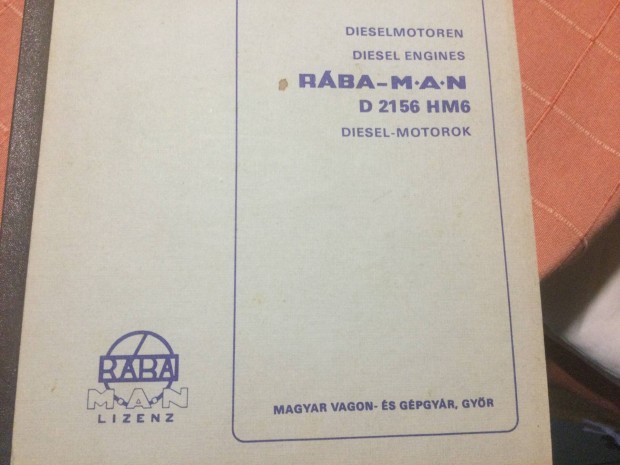 DIESELMOTOREN
DIESEL ENGINES
RÁBA-M·A·N
D 2156 HM6
DIESEL-MOTOROK
RÁBA
M·A·N
LIZENZ
MAGYAR VAGON- ÉS GÉPGYÁR, GYŐR